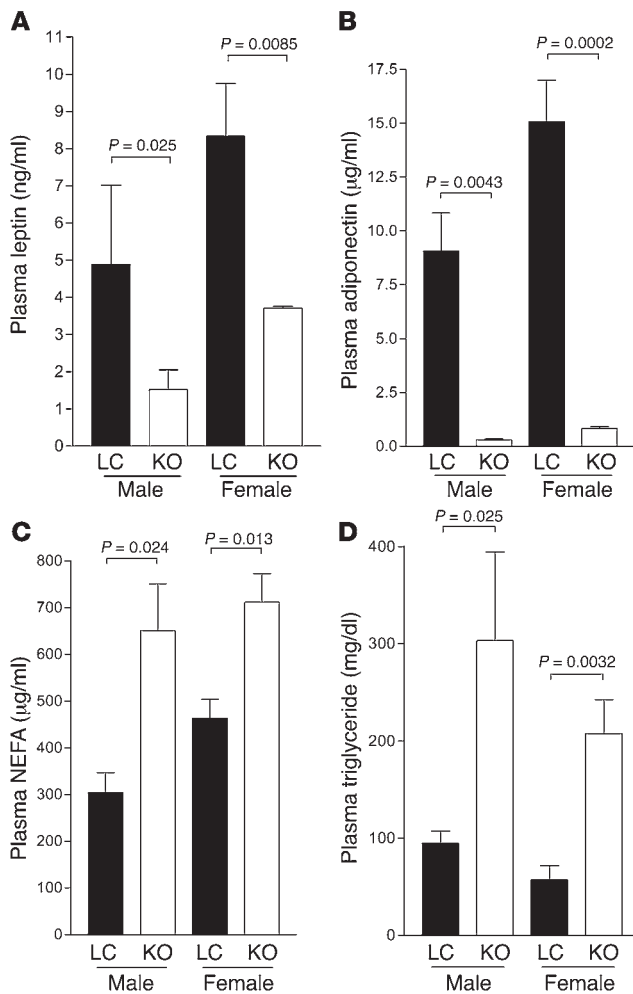 A
Plasma leptin (ng/ml)
11
10
9
8
7
6
5
4
3
2
1
0
P = 0.025
P = 0.0085
LC KO LC KO
Male Female
B
Plasma adiponectin (µg/ml)
17.5
15.0
12.5
10.0
7.5
5.0
2.5
0.0
P = 0.0043
P = 0.0002
LC KO LC KO
Male Female
C
Plasma NEFA (µg/ml)
800
700
600
500
400
300
200
100
0
P = 0.024
P = 0.013
LC KO LC KO
Male Female
D
Plasma triglyceride (mg/dl)
400
300
200
100
0
P = 0.025
P = 0.0032
LC KO LC KO
Male Female